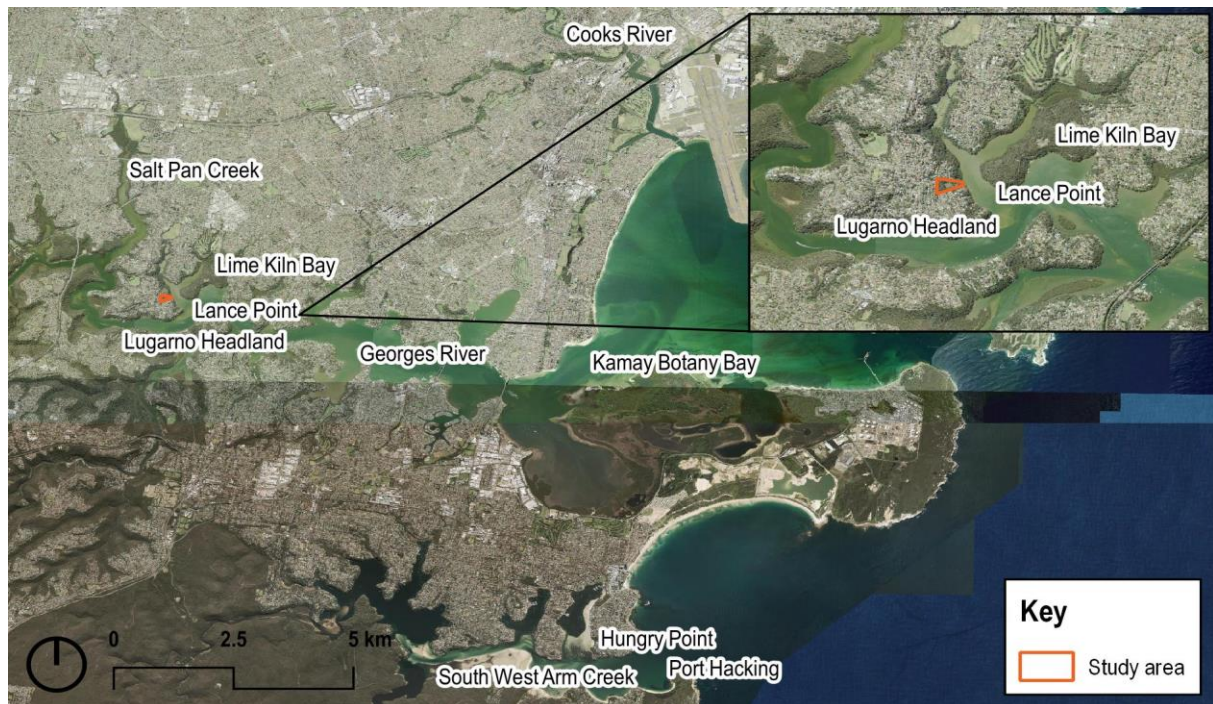 Cooks River
Salt Pan Creek
Lime Kiln Bay
Lance Point
Lugarno Headland
Georges River
Kamay Botany Bay
Lime Kiln Bay
Lance Point
Lugarno Headland
Hungry Point
Port Hacking
South West Arm Creek
0 2.5 5 km
Key
Study area